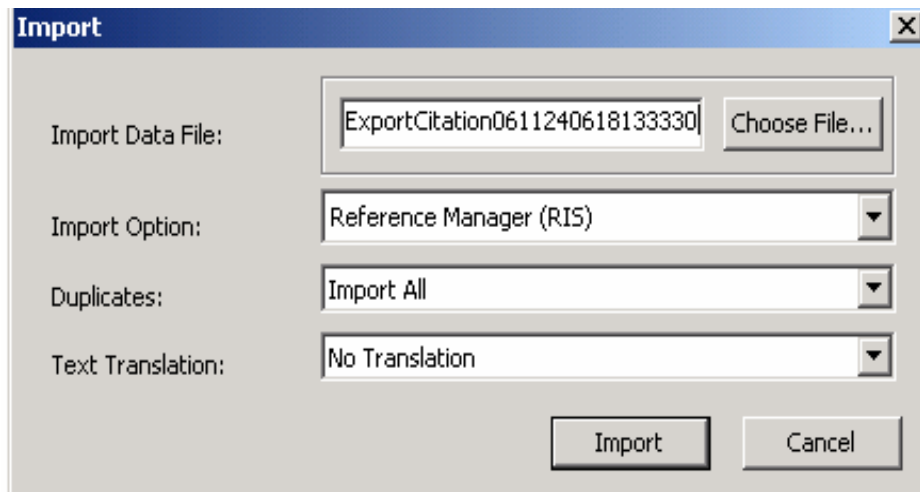 Import
Import Data File:
ExportCitation0611240618133330
Choose File...
Import Option:
Reference Manager (RIS)
Duplicates:
Import All
Text Translation:
No Translation
Import
Cancel